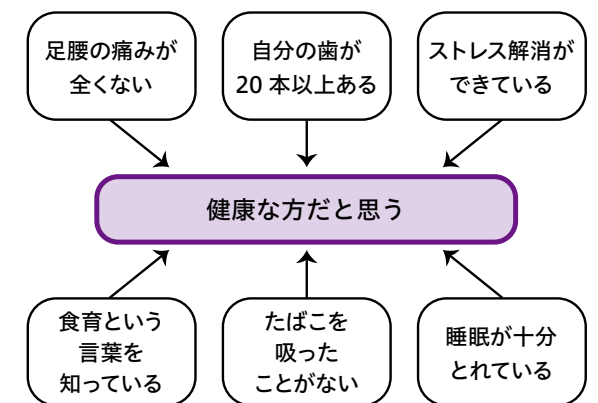 足腰の痛みが
全くない
自分の歯が
20 本以上ある
ストレス解消が
できている
健康な方だと思う
食育という
言葉を
知っている
たばこを
吸った
ことがない
睡眠が十分
とれている